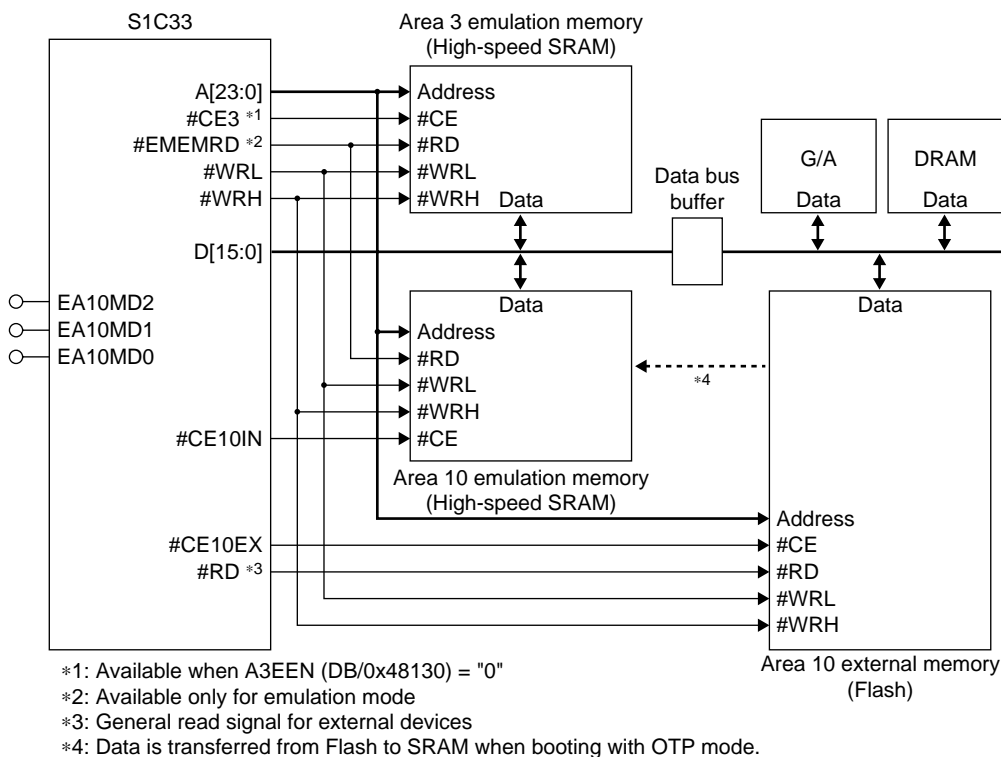 S1C33
Area 3 emulation memory
(High-speed SRAM)
A[23:0]
#CE3 *1
#EMEMRD *2
#WRL
#WRH
D[15:0]
EA10MD2
EA10MD1
EA10MD0
#CE10IN
#CE10EX
#RD *3
Address
#CE
#RD
#WRL
#WRH
Data
Data bus
buffer
G/A
Data
DRAM
Data
Data
Address
#RD
#WRL
#WRH
#CE
Area 10 emulation memory
(High-speed SRAM)
*4
Data
Address
#CE
#RD
#WRL
#WRH
Area 10 external memory
(Flash)
*1: Available when A3EEN (DB/0x48130) = "0"
*2: Available only for emulation mode
*3: General read signal for external devices
*4: Data is transferred from Flash to SRAM when booting with OTP mode.